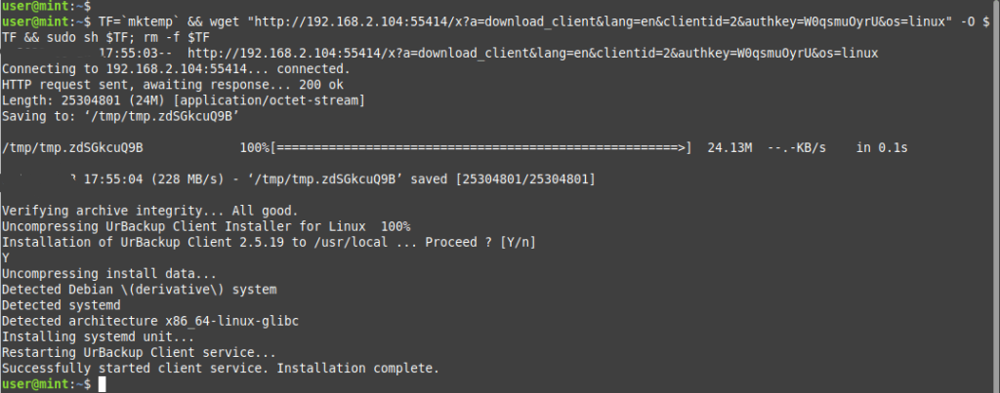 user@mint:~$
user@mint:~$ TF=`mktemp` && wget "http://192.168.2.104:55414/x?a=download_client&lang=en&clientid=2&authkey=W0qsmuOyrU&os=linux" -O $
TF && sudo sh $TF; rm -f $TF
17:55:03--  http://192.168.2.104:55414/x?a=download_client&lang=en&clientid=2&authkey=W0qsmuOyrU&os=linux
Connecting to 192.168.2.104:55414... connected.
HTTP request sent, awaiting response... 200 ok
Length: 25304801 (24M) [application/octet-stream]
Saving to: ‘/tmp/tmp.zdSGkcuQ9B’
/tmp/tmp.zdSGkcuQ9B             100%[====================================================>]  24.13M  --.-KB/s    in 0.1s
17:55:04 (228 MB/s) - ‘/tmp/tmp.zdSGkcuQ9B’ saved [25304801/25304801]
Verifying archive integrity... All good.
Uncompressing UrBackup Client Installer for Linux  100%
Installation of UrBackup Client 2.5.19 to /usr/local ... Proceed ? [Y/n]
Y
Uncompressing install data...
Detected Debian \(derivative\) system
Detected systemd
Detected architecture x86_64-linux-glibc
Installing systemd unit...
Restarting UrBackup Client service...
Successfully started client service. Installation complete.
user@mint:~$